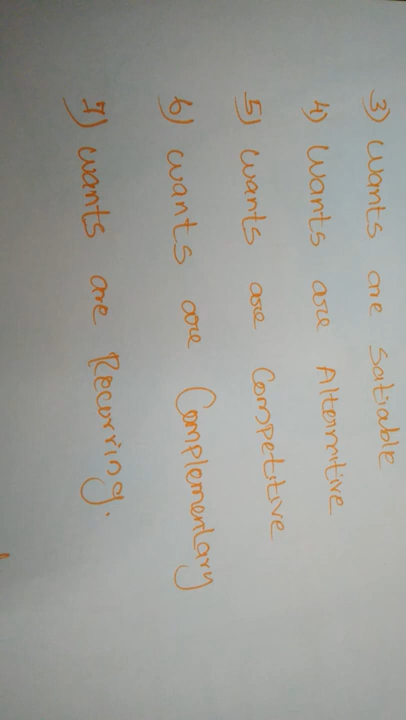 3) Wants are Satiable
4) Wants are Alternitive
5) Wants are Competitive
6) Wants are Complementary
7) Wants are Recurring.